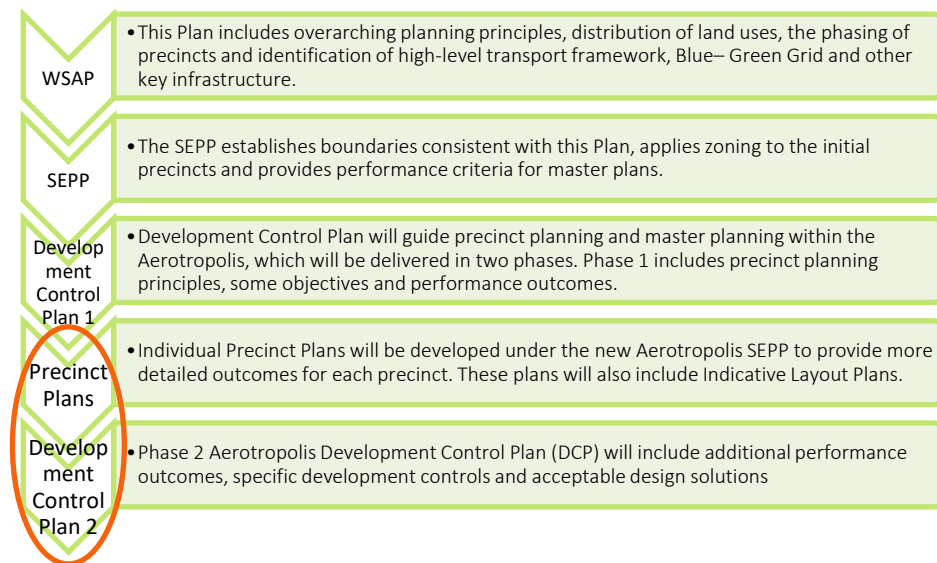 WSAP
•This Plan includes overarching planning principles, distribution of land uses, the phasing of
precincts and identification of high-level transport framework, Blue– Green Grid and other
key infrastructure.
SEPP
•The SEPP establishes boundaries consistent with this Plan, applies zoning to the initial
precincts and provides performance criteria for master plans.
Develop
ment
Control
Plan 1
•Development Control Plan will guide precinct planning and master planning within the
Aerotropolis, which will be delivered in two phases. Phase 1 includes precinct planning
principles, some objectives and performance outcomes.
Precinct
Plans
•Individual Precinct Plans will be developed under the new Aerotropolis SEPP to provide more
detailed outcomes for each precinct. These plans will also include Indicative Layout Plans.
Develop
ment
Control
Plan 2
•Phase 2 Aerotropolis Development Control Plan (DCP) will include additional performance
outcomes, specific development controls and acceptable design solutions